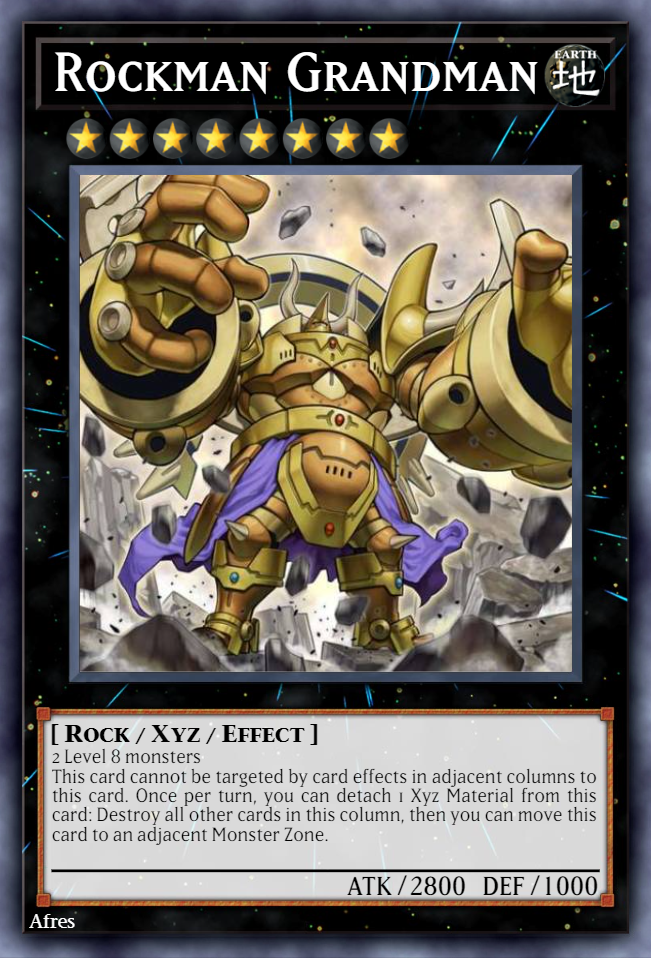 Rockman Grandman
EARTH
地
[ Rock / Xyz / Effect ]
2 Level 8 monsters
This card cannot be targeted by card effects in adjacent columns to
this card. Once per turn, you can detach 1 Xyz Material from this
card: Destroy all other cards in this column, then you can move this
card to an adjacent Monster Zone.
ATK / 2800 DEF / 1000
Afres